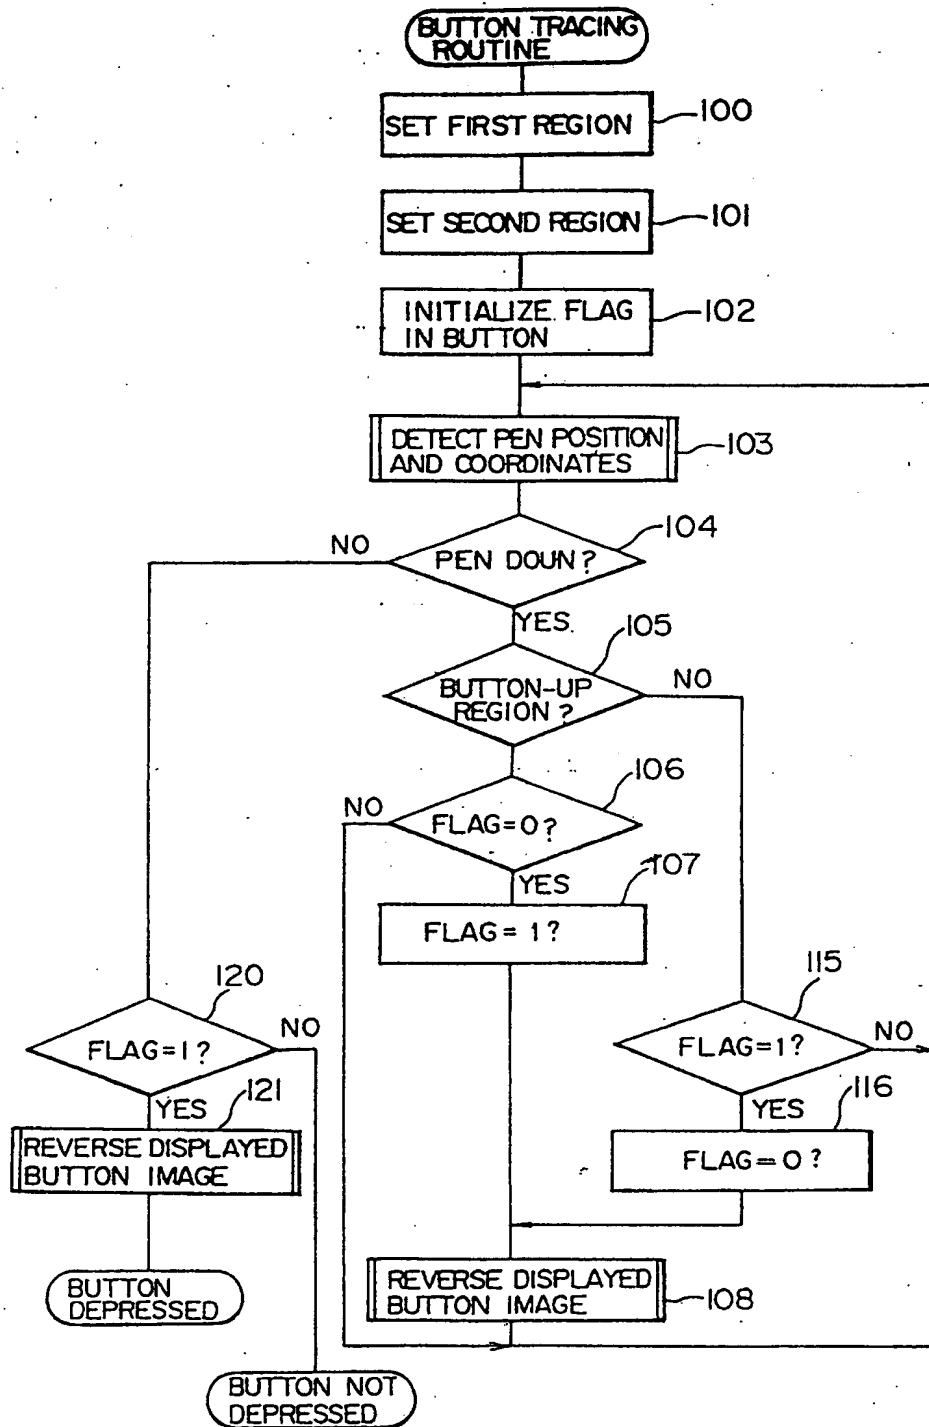 BUTTON TRACING
ROUTINE
SET FIRST REGION
100
SET SECOND REGION
101
INITIALIZE FLAG
IN BUTTON
102
DETECT PEN POSITION
AND COORDINATES
103
104
NO
PEN DOUN?
YES
105
BUTTON-UP
REGION?
NO
106
NO
FLAG=0?
YES
107
FLAG=1?
120
FLAG=1?
NO
YES
121
REVERSE DISPLAYED
BUTTON IMAGE
115
FLAG=1?
NO
YES
116
FLAG=0?
BUTTON
DEPRESSED
REVERSE DISPLAYED
BUTTON IMAGE
108
BUTTON NOT
DEPRESSED